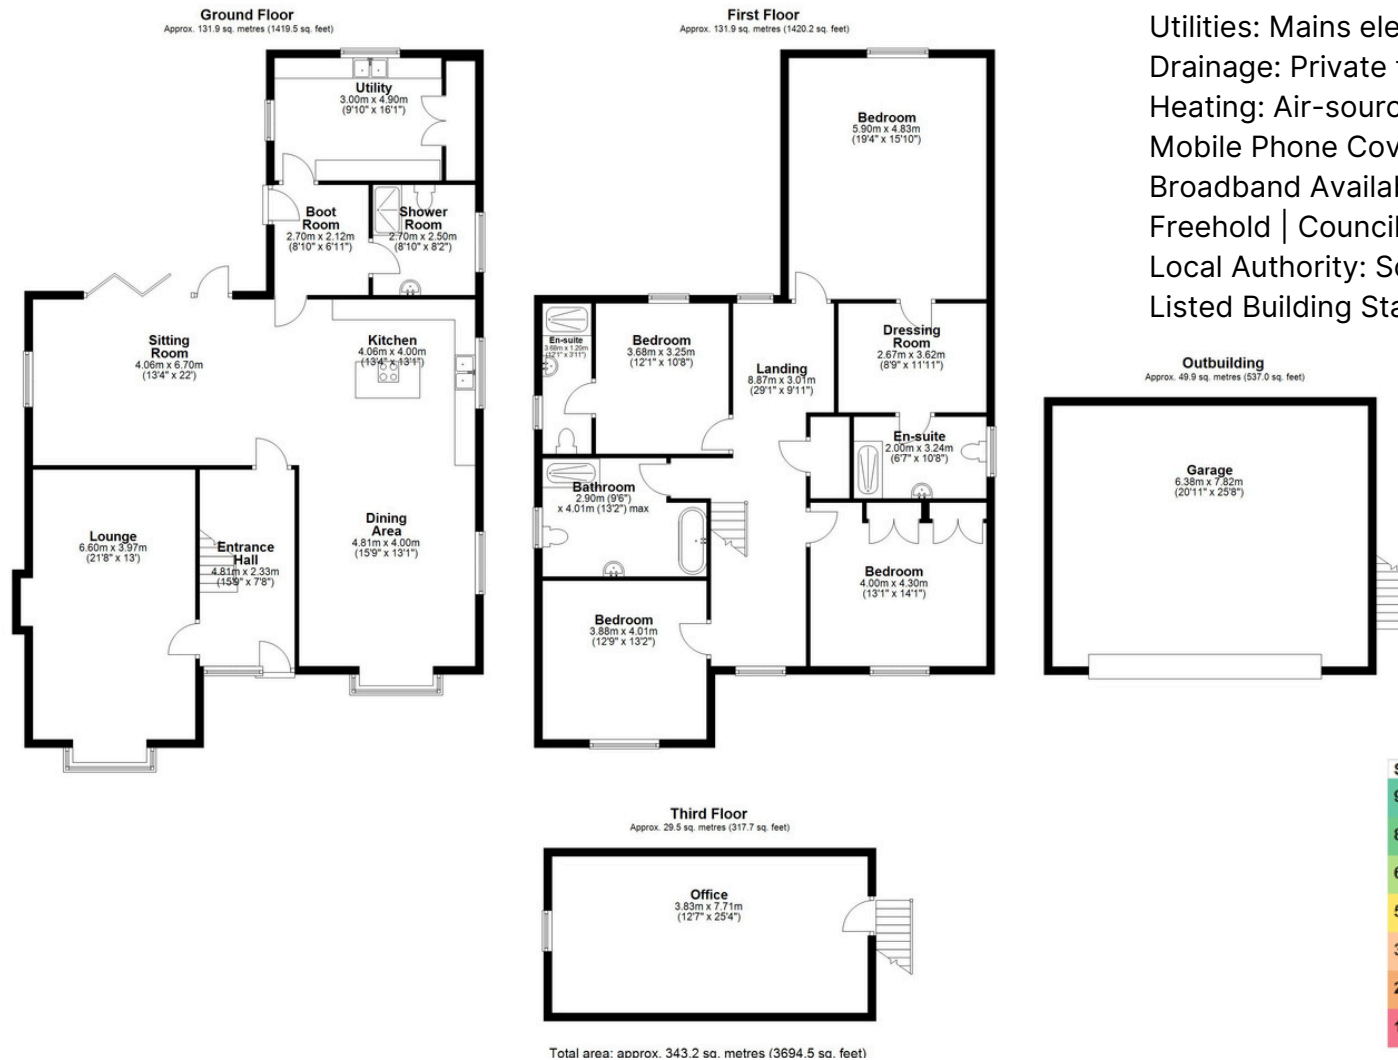 Ground Floor
Approx. 131.9 sq. metres (1419.5 sq. feet)
Utility
3.00m x 4.90m
(9'10" x 16'1")
Boot
Room
2.70m x 2.12m
(8'10" x 6'11")
Shower
Room
2.70m x 2.50m
(8'10" x 8'2")
Sitting
Room
4.06m x 6.70m
(13'4" x 22')
Kitchen
4.06m x 4.00m
(13'4" x 13'1")
Lounge
6.60m x 3.97m
(21'8" x 13')
Entrance
Hall
4.81m x 2.33m
(15'9" x 7'8")
Dining
Area
4.81m x 4.00m
(15'9" x 13'1")
First Floor
Approx. 131.9 sq. metres (1420.2 sq. feet)
Bedroom
5.90m x 4.83m
(19'4" x 15'10")
En-suite
3.68m x 1.20m
(12'1" x 3'11")
Bedroom
3.68m x 3.25m
(12'1" x 10'8")
Landing
8.87m x 3.01m
(29'1" x 9'11")
Dressing
Room
2.67m x 3.62m
(8'9" x 11'11")
En-suite
2.00m x 3.24m
(6'7" x 10'8")
Bathroom
2.90m (9'6")
x 4.01m (13'2") max
Bedroom
4.00m x 4.30m
(13'1" x 14'1")
Bedroom
3.88m x 4.01m
(12'9" x 13'2")
Utilities: Mains ele
Drainage: Private
Heating: Air-sourc
Mobile Phone Cov
Broadband Availa
Freehold | Council
Local Authority: So
Listed Building Sta
Outbuilding
Approx. 49.9 sq. metres (537.0 sq. feet)
Garage
6.38m x 7.82m
(20'11" x 25'8")
Third Floor
Approx. 29.5 sq. metres (317.7 sq. feet)
Office
3.83m x 7.71m
(12'7" x 25'4")
Total area: approx. 343.2 sq. metres (3694.5 sq. feet)